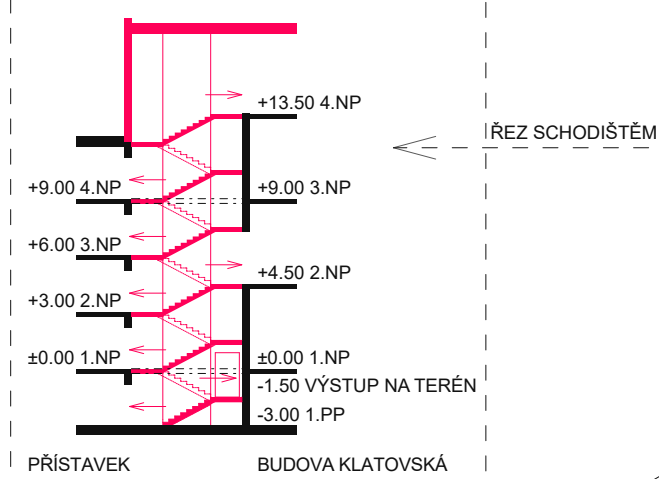 +13.50 4.NP
ŘEZ SCHODIŠTĚM
+9.00 4.NP
+9.00 3.NP
+6.00 3.NP
+4.50 2.NP
+3.00 2.NP
±0.00 1.NP
±0.00 1.NP
-1.50 VÝSTUP NA TERÉN
-3.00 1.PP
PŘÍSTAVEK
BUDOVA KLATOVSKÁ